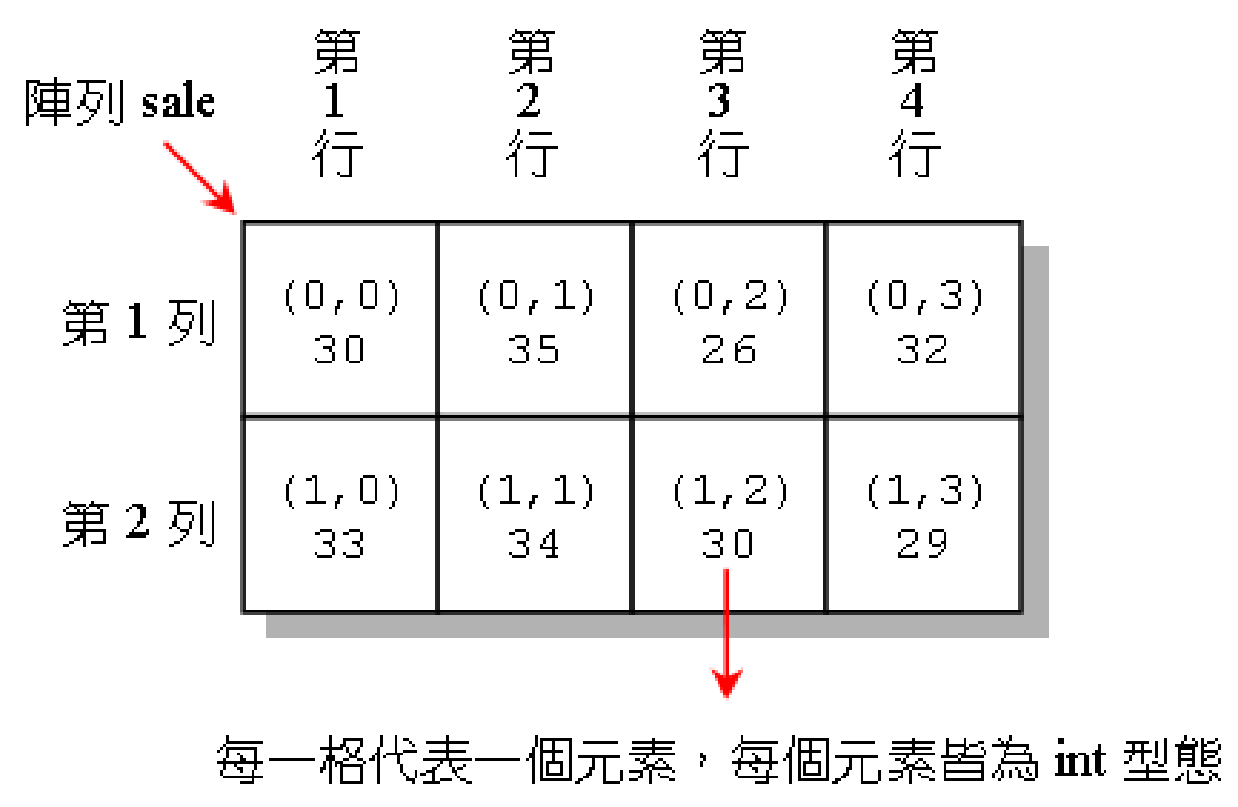 第1行 第2行 第3行 第4行
陣列 sale
第 1 列
(0,0) (0,1) (0,2) (0,3)
30 35 26 32
第 2 列
(1,0) (1,1) (1,2) (1,3)
33 34 30 29
每一格代表一個元素，每個元素皆為 int 型態